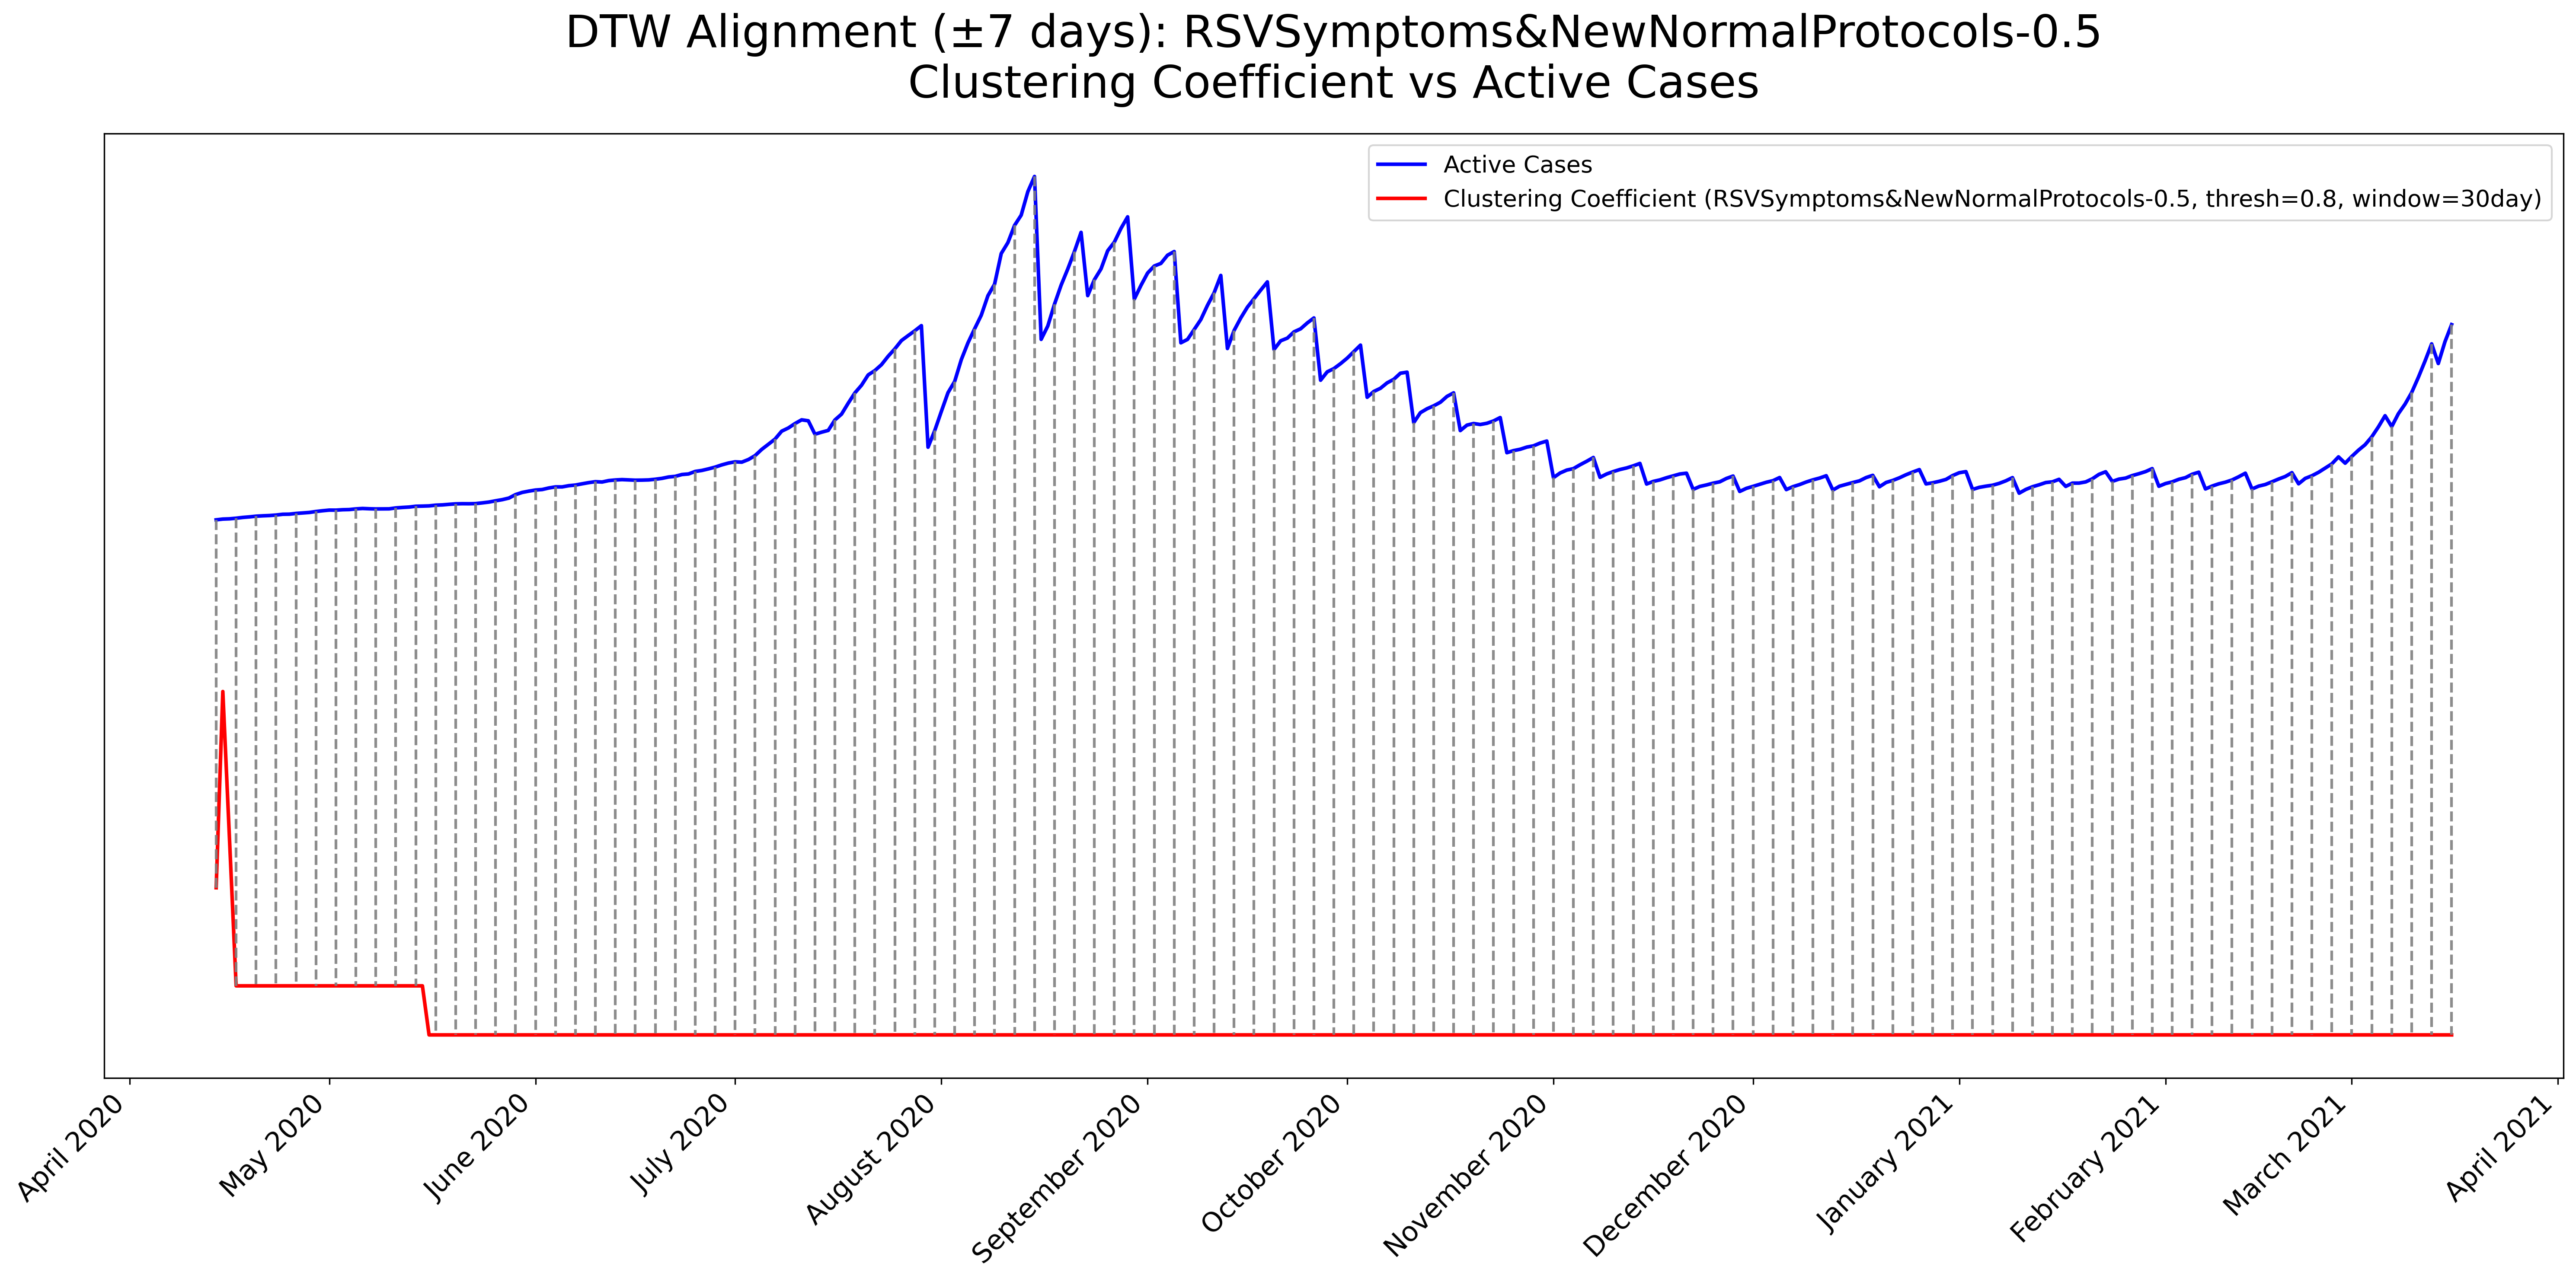 DTW Alignment (±7 days): RSVSymptoms&NewNormalProtocols-0.5
Clustering Coefficient vs Active Cases
Active Cases
Clustering Coefficient (RSVSymptoms&NewNormalProtocols-0.5, thresh=0.8, window=30day)
April 2020
May 2020
June 2020
July 2020
August 2020
September 2020
October 2020
November 2020
December 2020
January 2021
February 2021
March 2021
April 2021